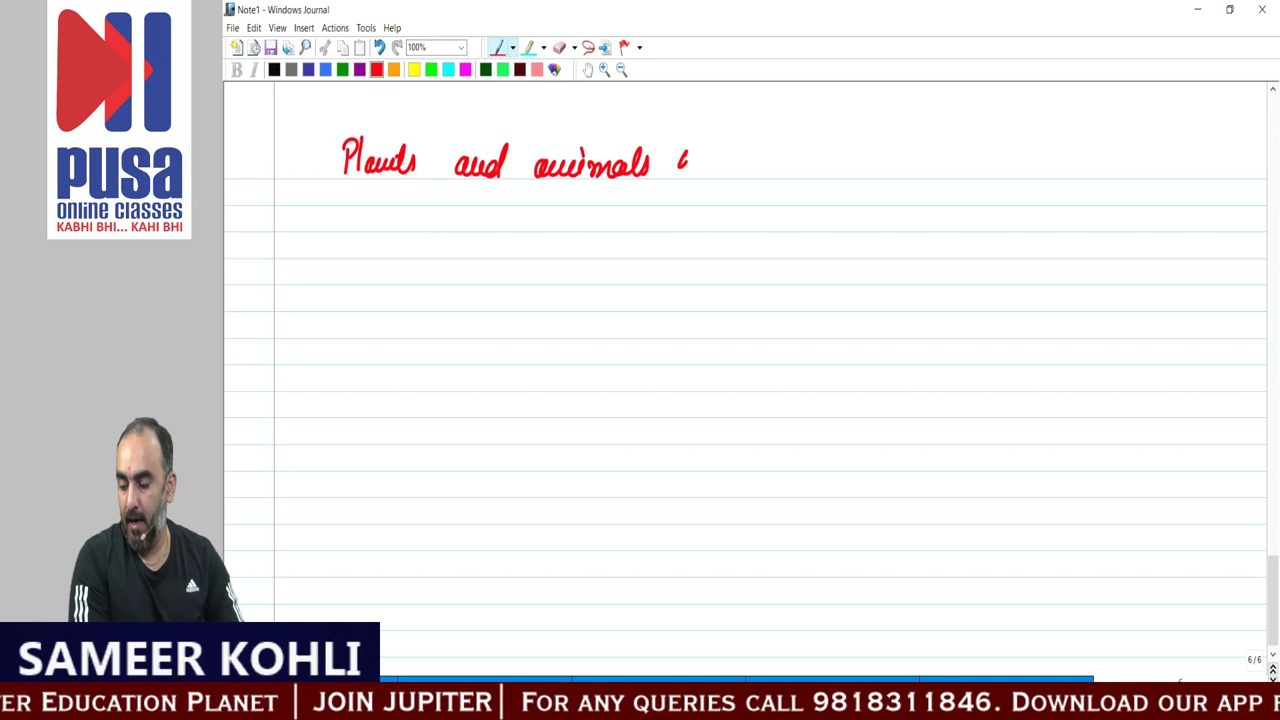 Note1 - Windows Journal
File Edit View Insert Actions Tools Help
100%
B I
PUSA
ONLINE CLASSES
KABHI BHI... KAHI BHI
Plants and animals
6/6
SAMEER KOHLI
TER EDUCATION PLANET | JOIN JUPITER | FOR ANY QUERIES CALL 9818311846. DOWNLOAD OUR APP